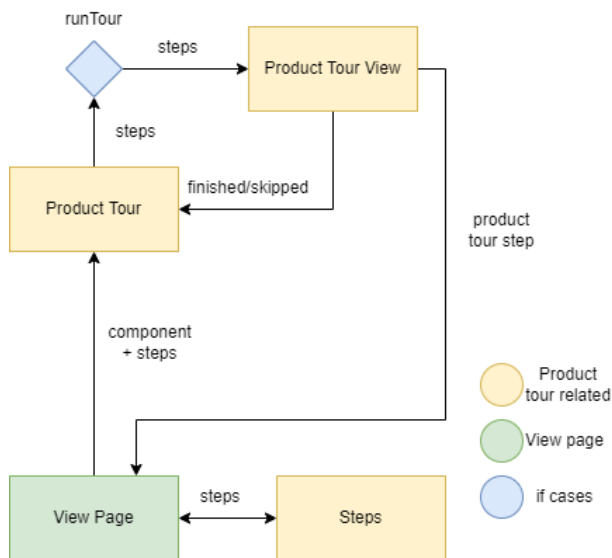 runTour
steps
Product Tour View
steps
finished/skipped
Product Tour
product
tour step
component
+ steps
Product
tour related
View page
steps
if cases
View Page
Steps